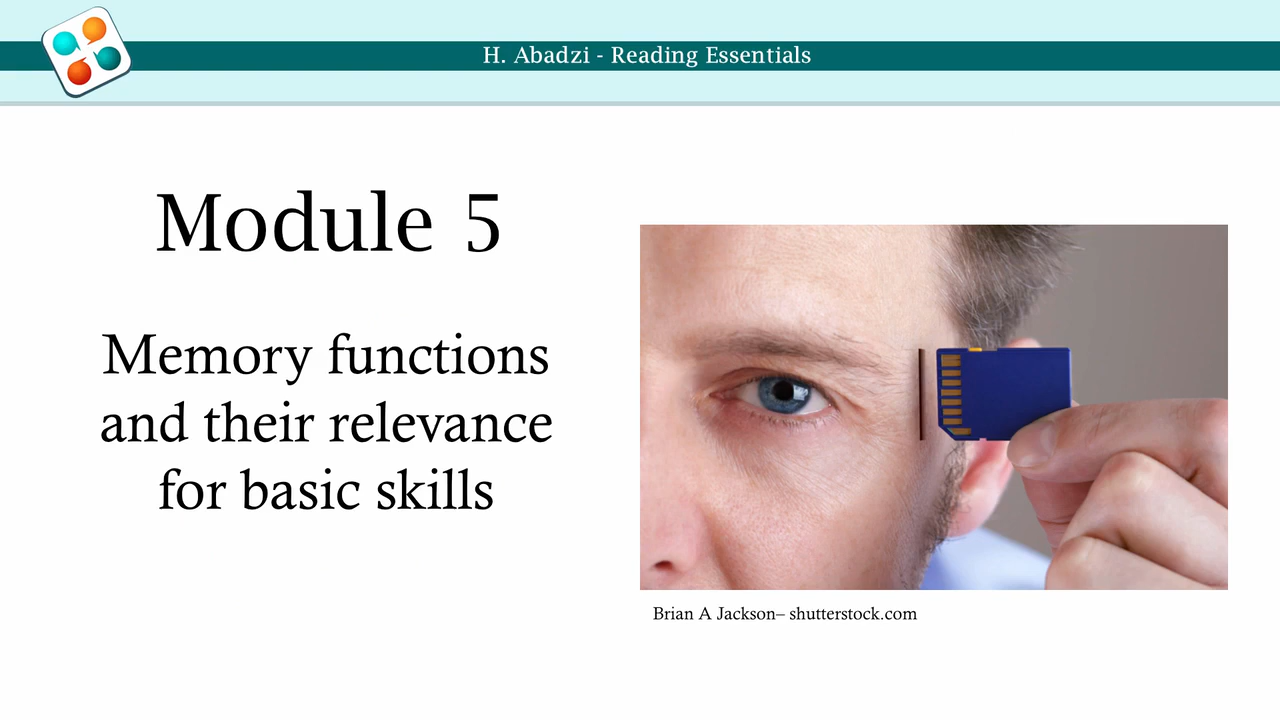 H. Abadzi - Reading Essentials
Module 5
Memory functions
and their relevance
for basic skills
Brian A Jackson– shutterstock.com